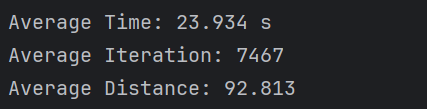 Average Time: 23.934 s
Average Iteration: 7467
Average Distance: 92.813